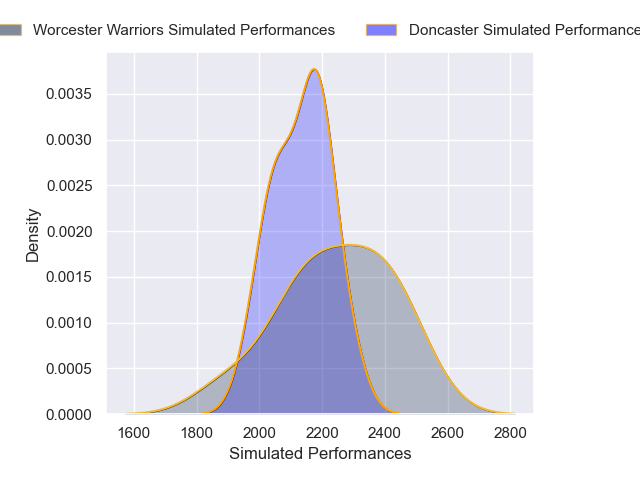 Worcester Warriors Simulated Performances
Doncaster Simulated Performance
0.0035
0.0030
0.0025
0.0020
0.0015
0.0010
0.0005
0.0000
Density
1600 1800 2000 2200 2400 2600 2800
Simulated Performances